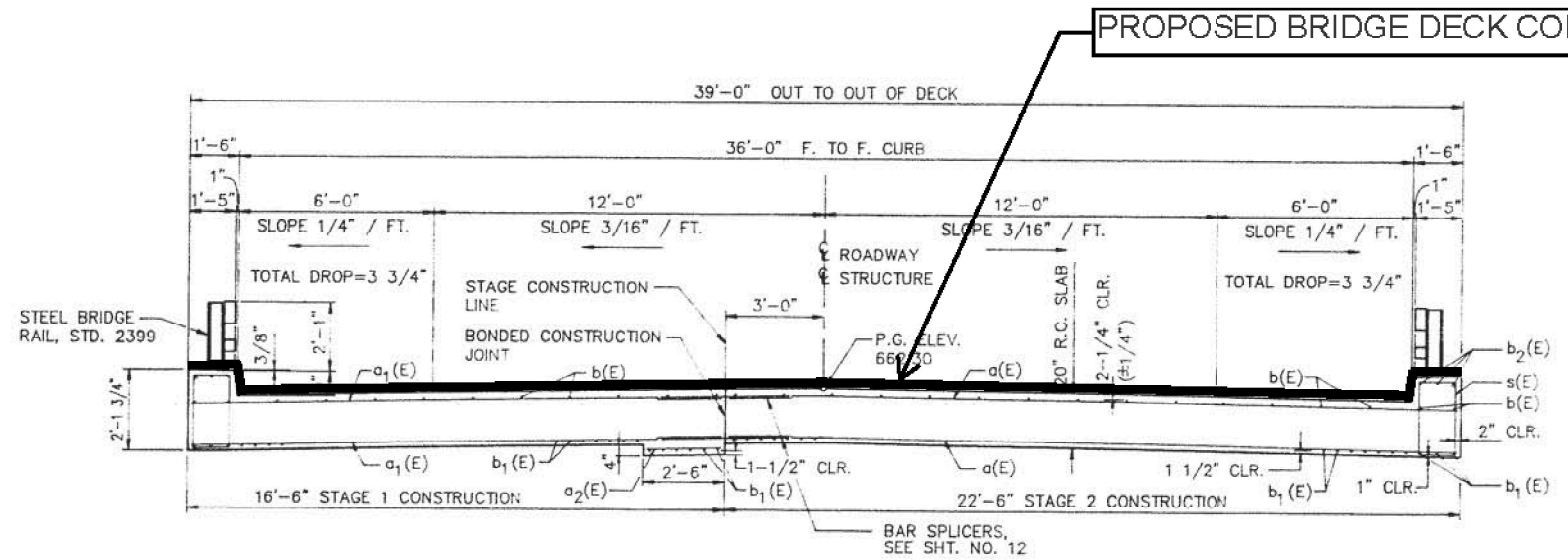 PROPOSED BRIDGE DECK
39'-0" OUT TO OUT OF DECK
1'-6"
36'-0" F. TO F. CURB
1'-6"
1"
1"
1'-5"
6'-0"
12'-0"
12'-0"
6'-0"
1'-5"
SLOPE 1/4" / FT.
SLOPE 3/16" / FT.
SLOPE 3/16" / FT.
SLOPE 1/4" / FT.
℄ ROADWAY
℄ STRUCTURE
TOTAL DROP=3 3/4"
TOTAL DROP=3 3/4"
STAGE CONSTRUCTION
LINE
3'-0"
20" R.C. SLAB
2-1/4" CLR.
(±1/4")
STEEL BRIDGE
RAIL, STD. 2399
3/8"
2'-1"
BONDED CONSTRUCTION
JOINT
P.G. ELEV.
a1(E)
b(E)
a(E)
b(E)
b2(E)
s(E)
b(E)
2'-1 3/4"
2" CLR.
a1(E)
b1(E)
4"
2'-6"
1-1/2" CLR.
a(E)
1 1/2" CLR.
1" CLR.
a2(E)
b1(E)
b1(E)
b1(E)
16'-6" STAGE 1 CONSTRUCTION
22'-6" STAGE 2 CONSTRUCTION
BAR SPLICERS,
SEE SHT. NO. 12